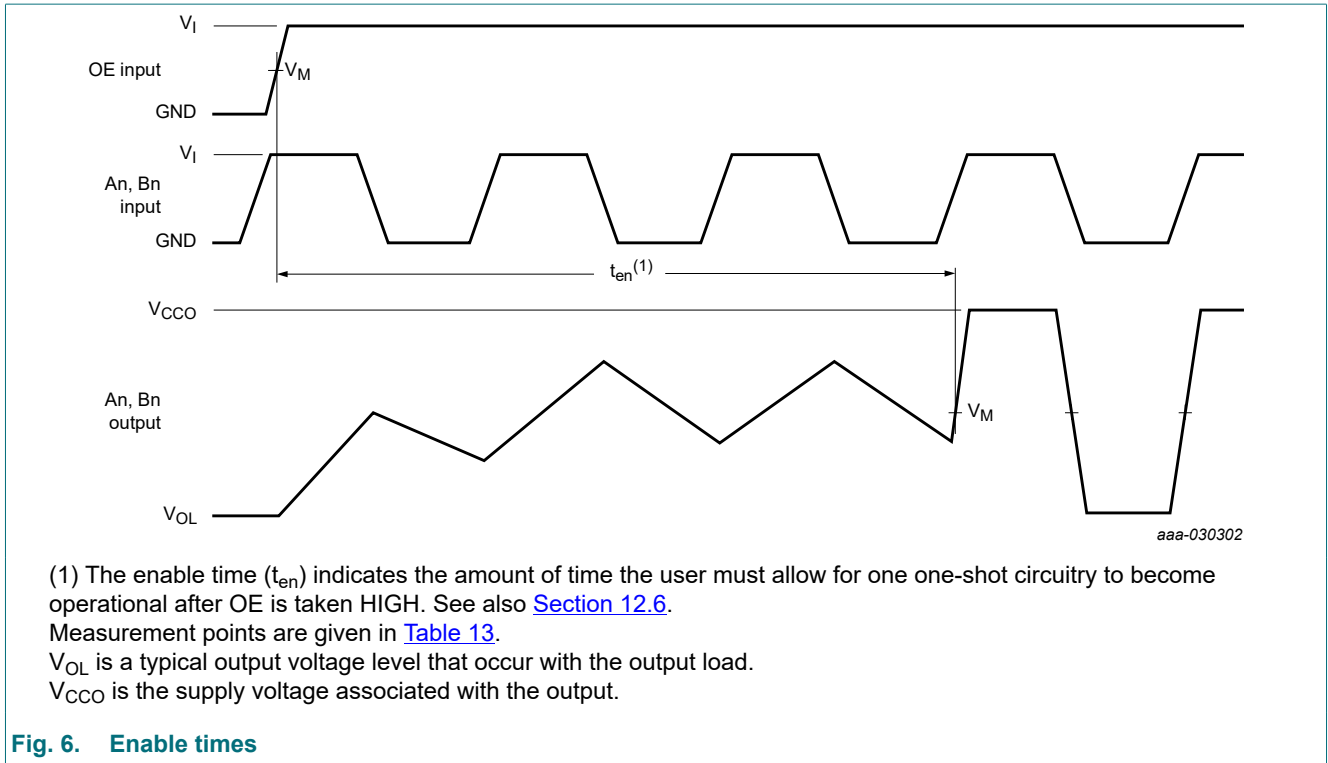 V_I
OE input
V_M
GND
V_I
An, Bn
input
GND
t_en(1)
V_CCO
An, Bn
output
V_M
V_OL
aaa-030302
(1) The enable time (t_en) indicates the amount of time the user must allow for one one-shot circuitry to become
operational after OE is taken HIGH. See also Section 12.6.
Measurement points are given in Table 13.
V_OL is a typical output voltage level that occur with the output load.
V_CCO is the supply voltage associated with the output.
Fig. 6. Enable times